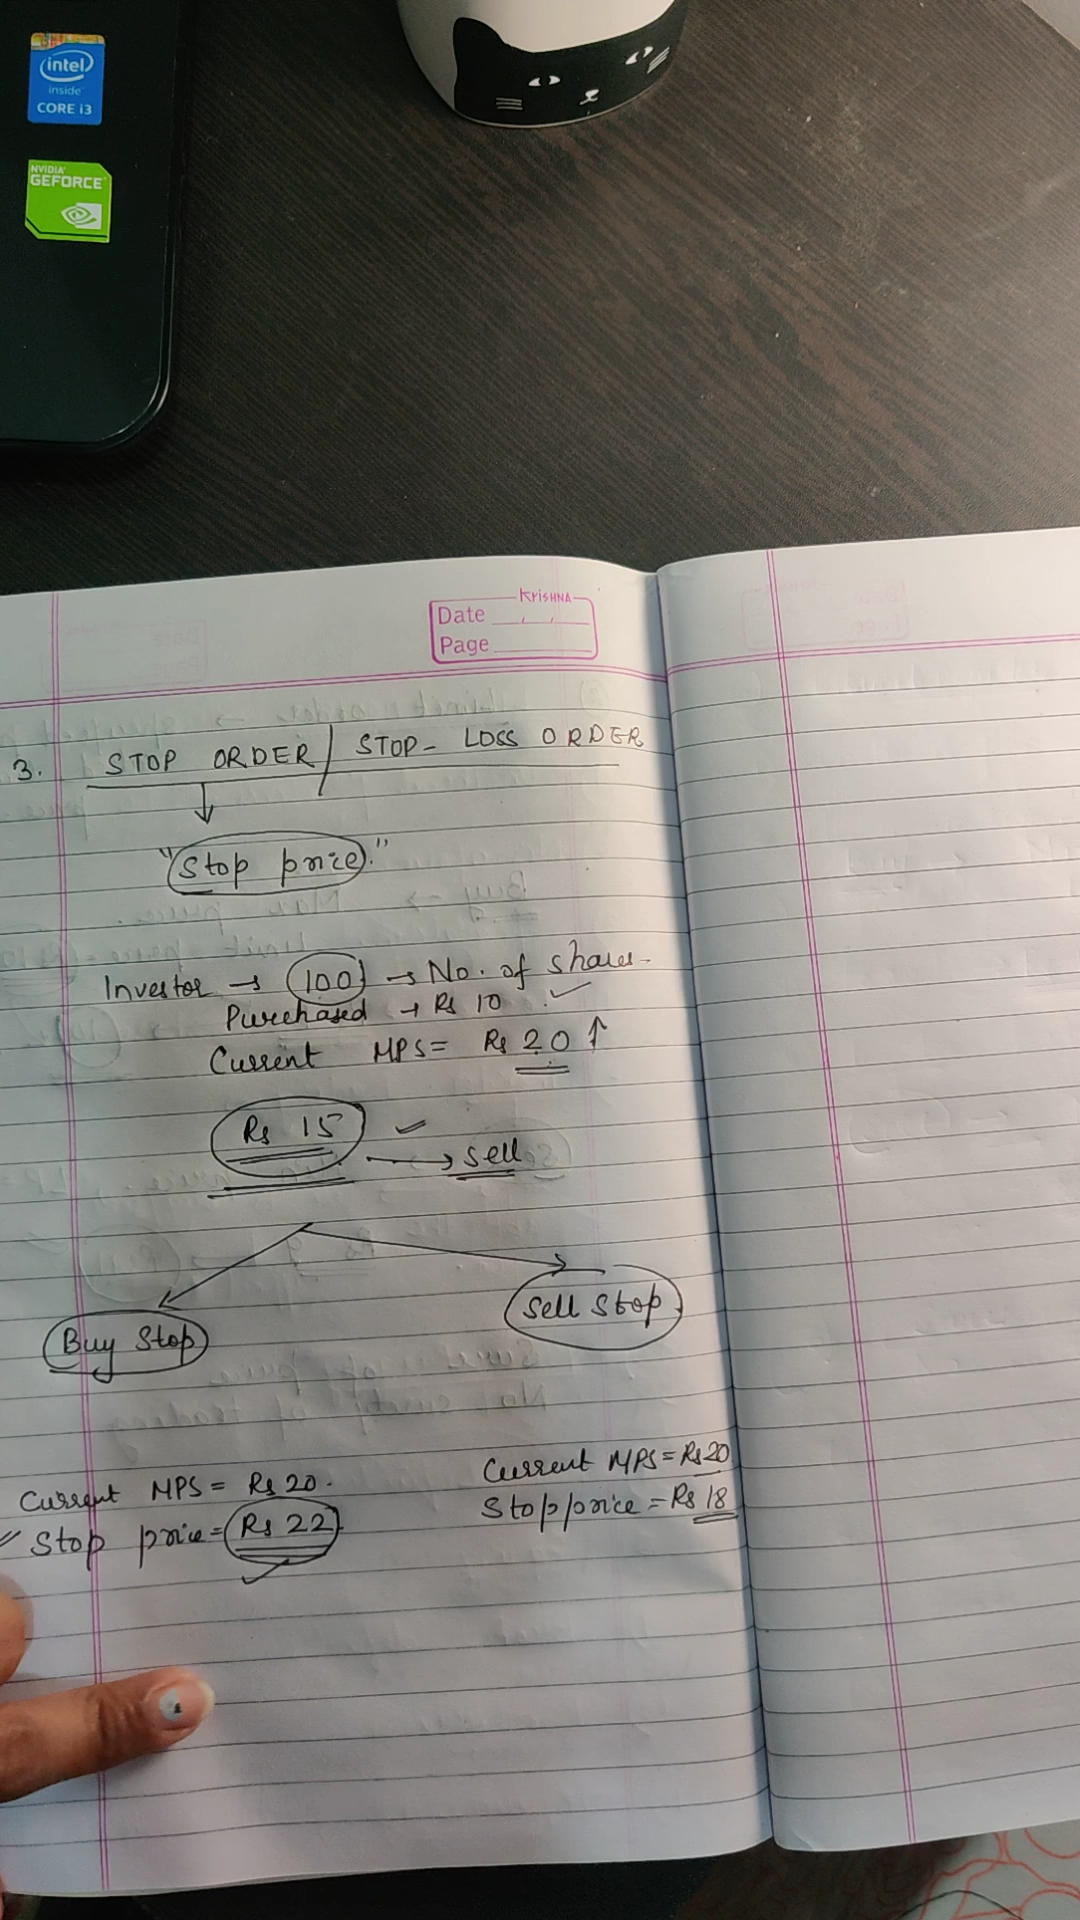 intel
inside
CORE i3
NVIDIA
GEFORCE
KRISHNA
Date
Page
3. STOP ORDER / STOP- LOSS ORDER
↓
"Stop price."
Investor → 100 → No. of shares
Purchased → Rs 10 ✓
Current MPS = Rs 20 ↑
Rs 15 ✓
→ sell
Buy Stop
Sell Stop
Current MPS = Rs 20.
Stop price = Rs 22
Current MPS = Rs 20
Stop price = Rs 18